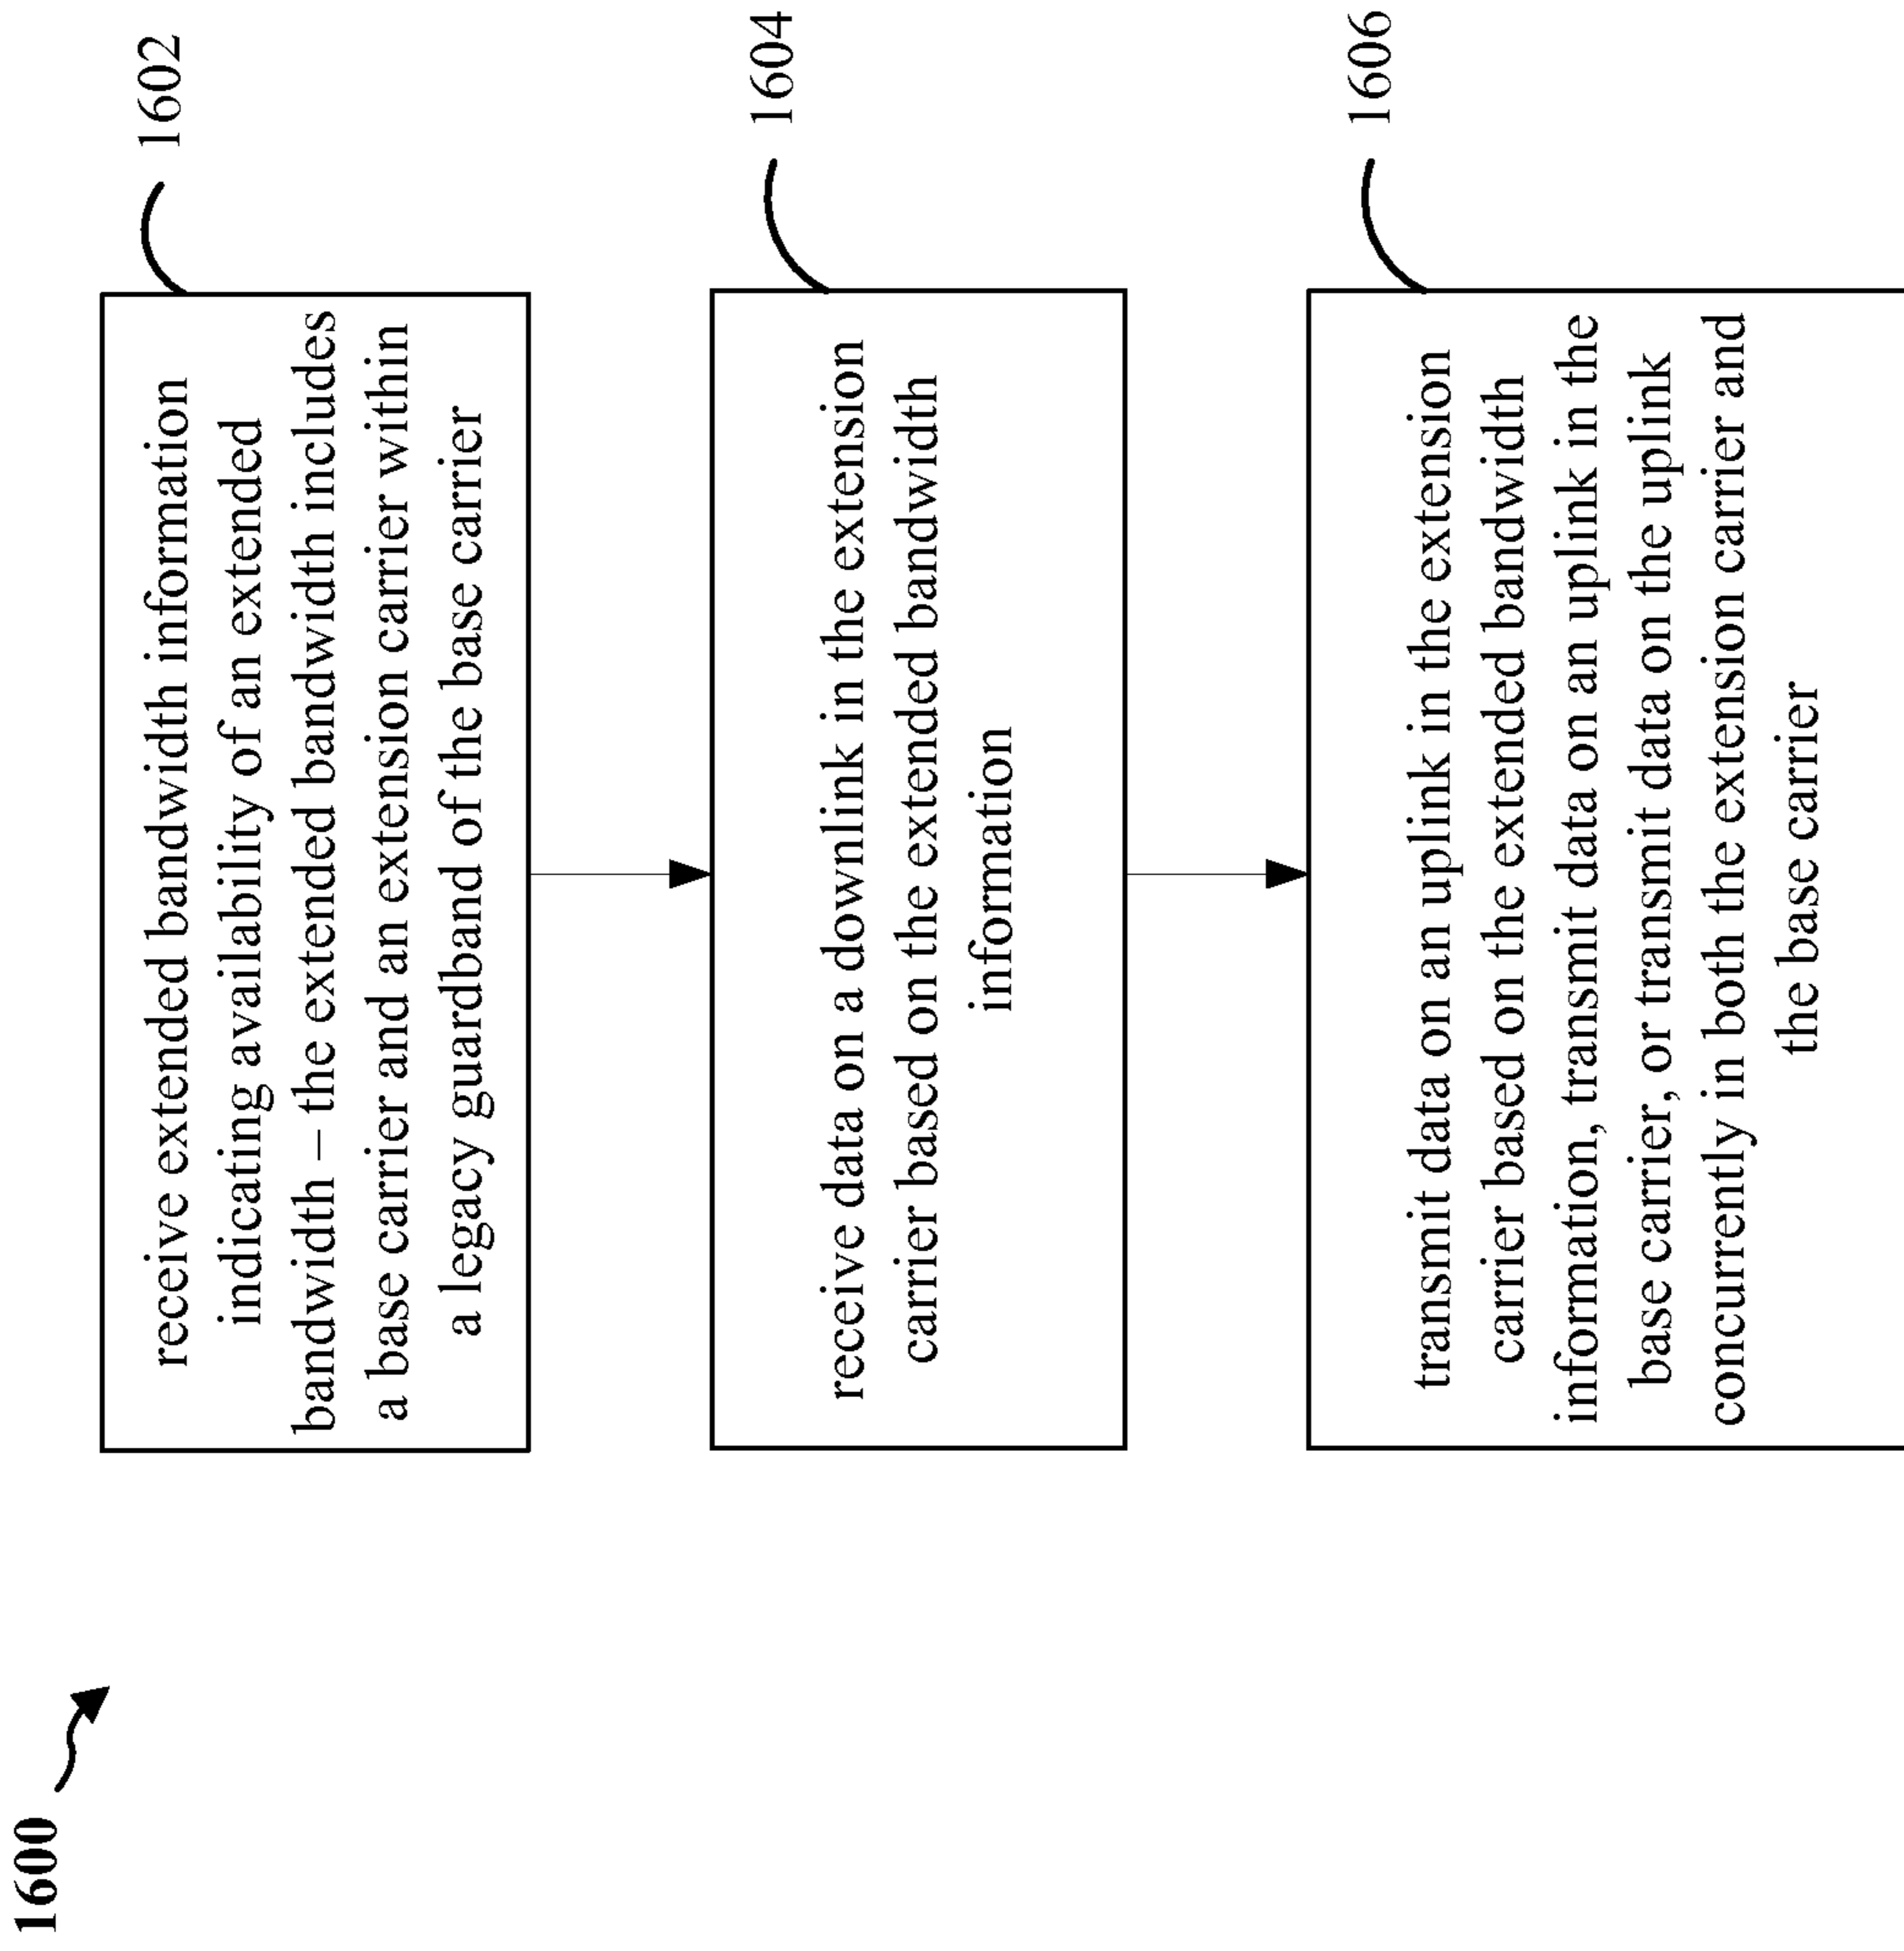 1600
1602
receive extended bandwidth information
indicating availability of an extended
bandwidth – the extended bandwidth includes
a base carrier and an extension carrier within
a legacy guardband of the base carrier
1604
receive data on a downlink in the extension
carrier based on the extended bandwidth
information
1606
transmit data on an uplink in the extension
carrier based on the extended bandwidth
information, transmit data on an uplink in the
base carrier, or transmit data on the uplink
concurrently in both the extension carrier and
the base carrier